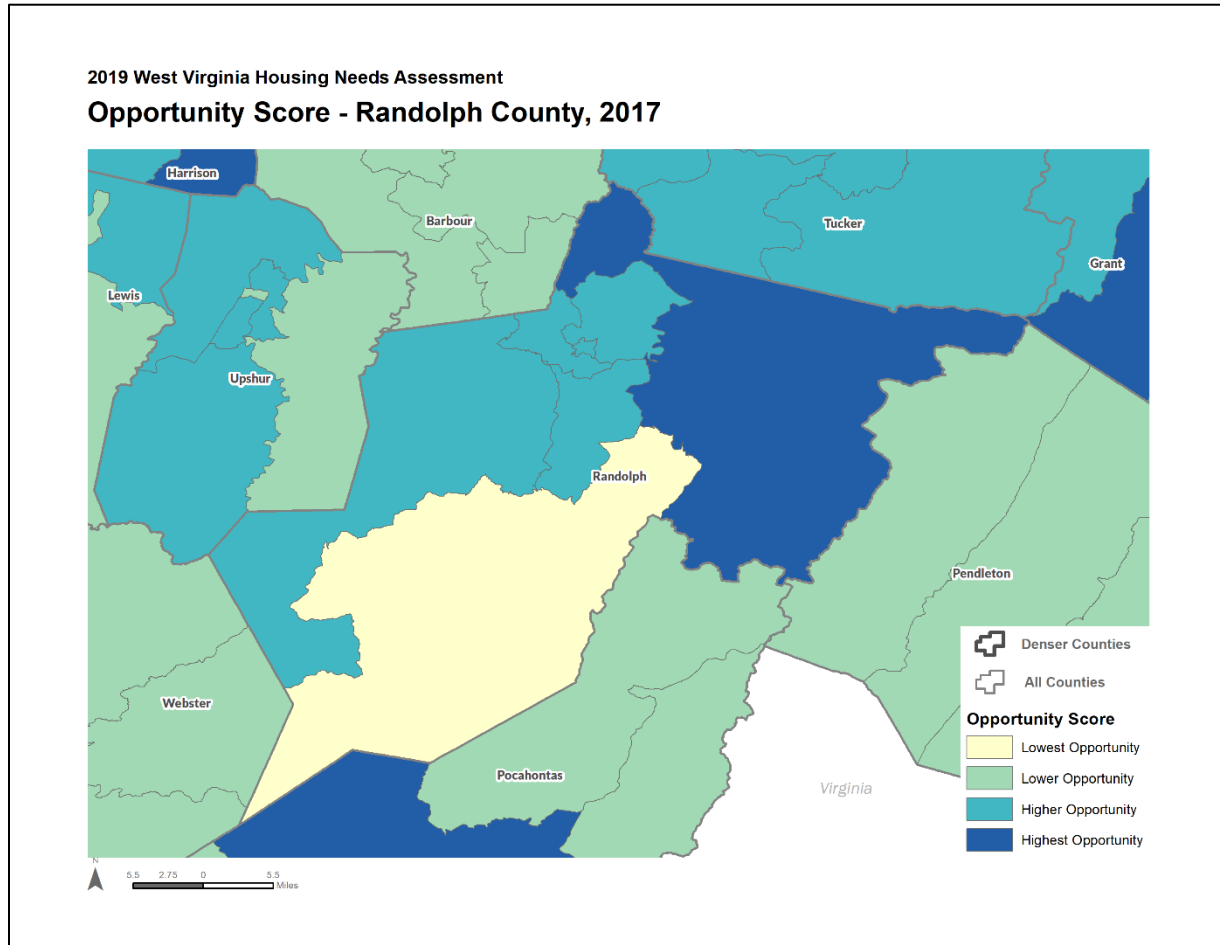 2019 West Virginia Housing Needs Assessment
Opportunity Score - Randolph County, 2017
Harrison
Barbour
Tucker
Grant
Lewis
Upshur
Randolph
Pendleton
Webster
Pocahontas
Virginia
Denser Counties
All Counties
Opportunity Score
Lowest Opportunity
Lower Opportunity
Higher Opportunity
Highest Opportunity
N
5.5 2.75 0 5.5
Miles